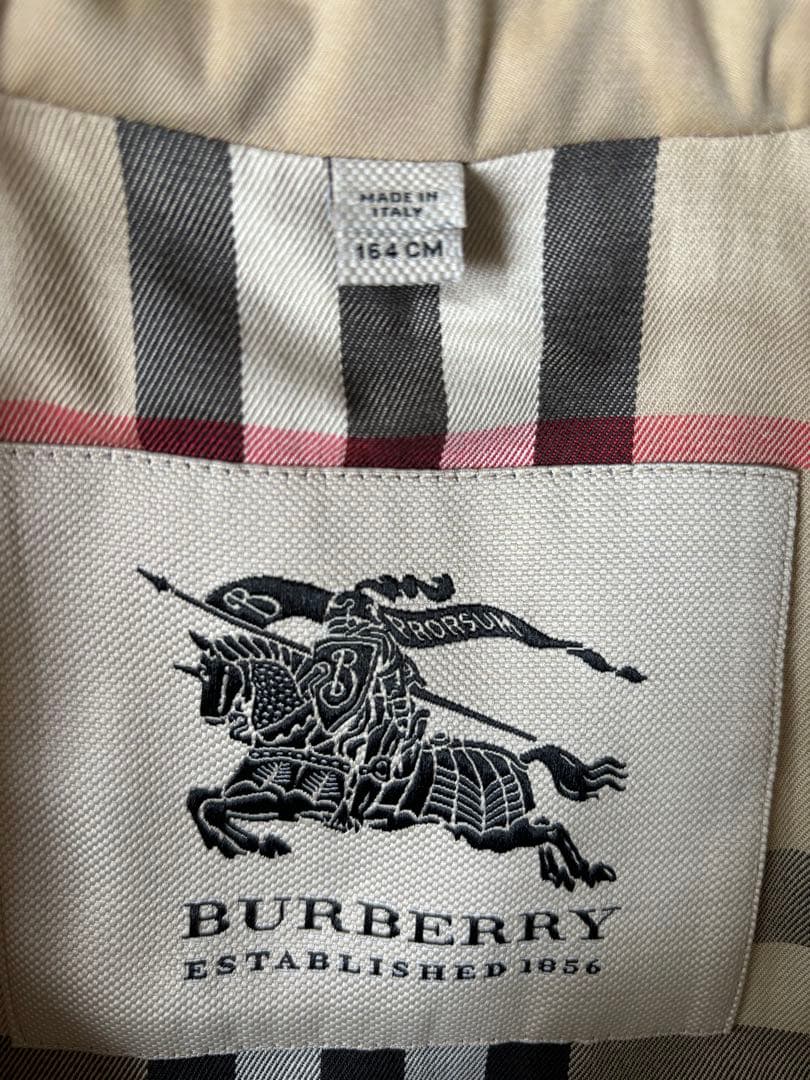 MADE IN
ITALY
164 CM
B
PRORSUM
B
BURBERRY
ESTABLISHED 1856